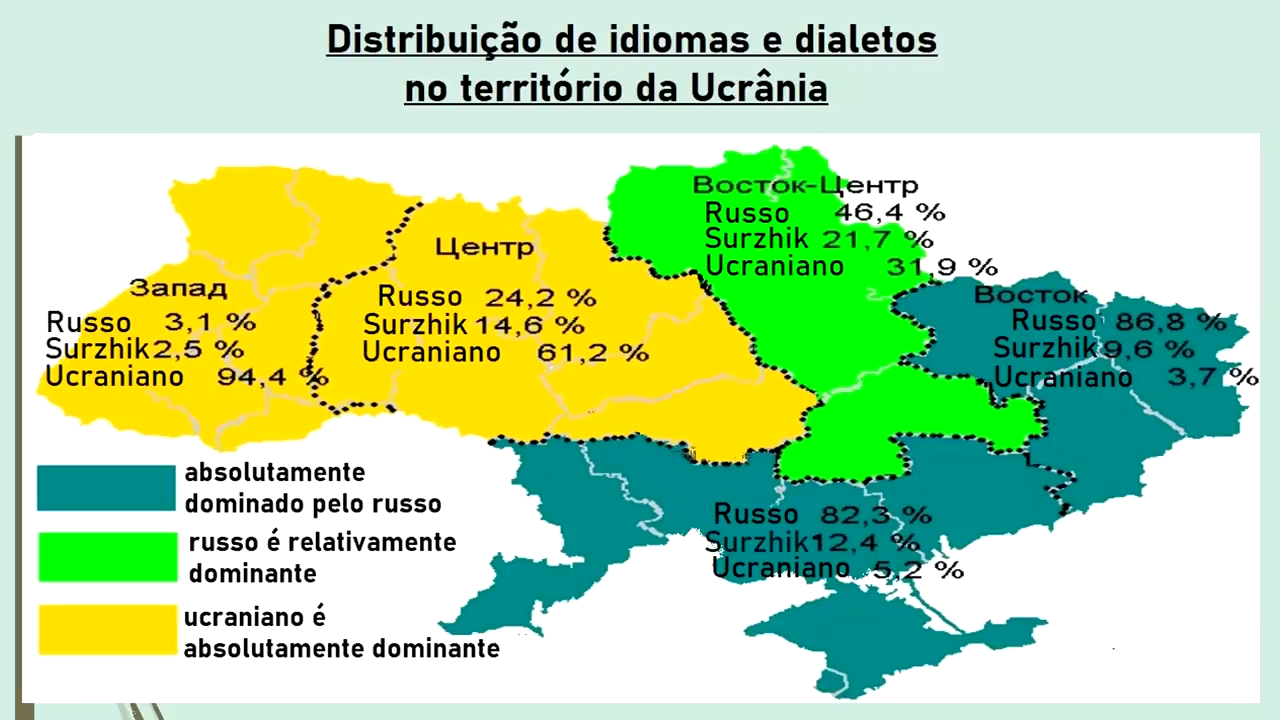 Distribuição de idiomas e dialetos
no território da Ucrânia
Восток-Центр
Russo 46,4 %
Surzhik 21,7 %
Ucraniano 31,9 %
Центр
Russo 24,2 %
Surzhik 14,6 %
Ucraniano 61,2 %
Запад
Russo 3,1 %
Surzhik 2,5 %
Ucraniano 94,4 %
Восток
Russo 86,8 %
Surzhik 9,6 %
Ucraniano 3,7 %
absolutamente
dominado pelo russo
russo é relativamente
dominante
ucraniano é
absolutamente dominante
Russo 82,3 %
Surzhik 12,4 %
Ucraniano 5,2 %